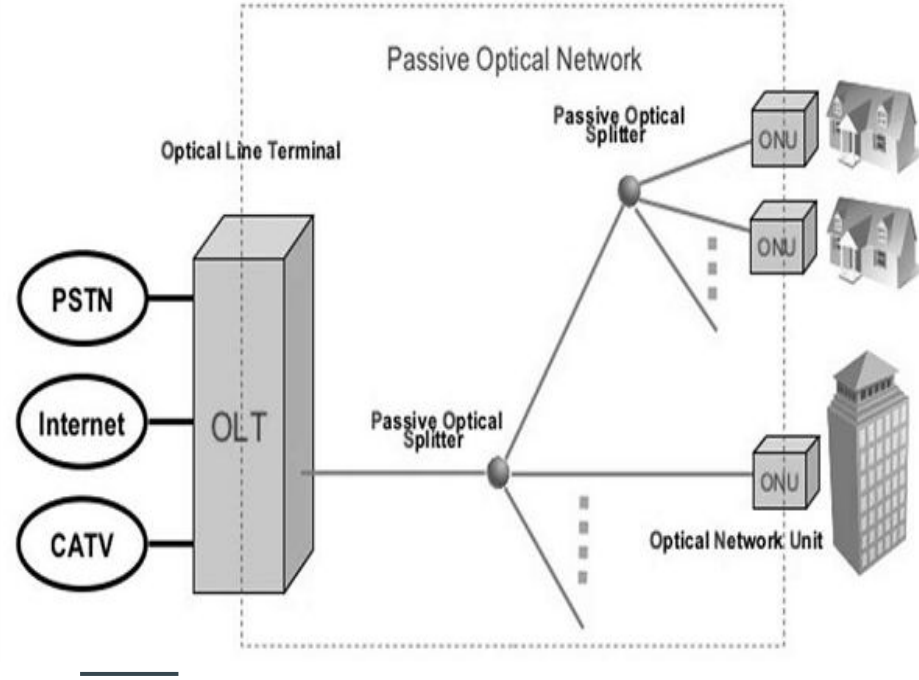 Passive Optical Network
Passive Optical
Splitter
ONU
Optical Line Terminal
ONU
PSTN
Internet
OLT
Passive Optical
Splitter
CATV
ONU
Optical Network Unit